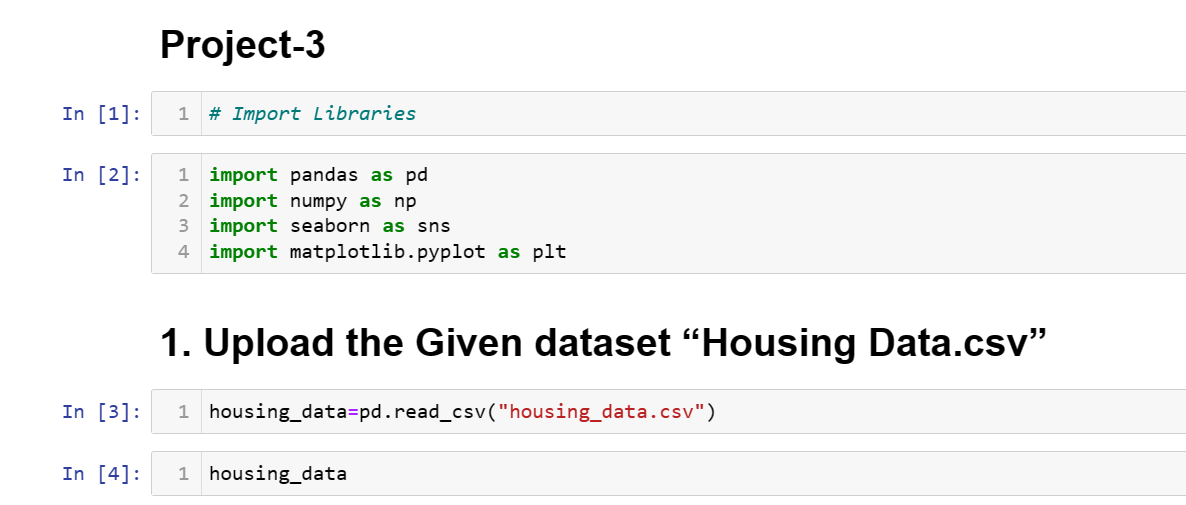 Project-3
In [1]: 1 # Import Libraries
In [2]: 1 import pandas as pd
2 import numpy as np
3 import seaborn as sns
4 import matplotlib.pyplot as plt
1. Upload the Given dataset “Housing Data.csv”
In [3]: 1 housing_data=pd.read_csv("housing_data.csv")
In [4]: 1 housing_data